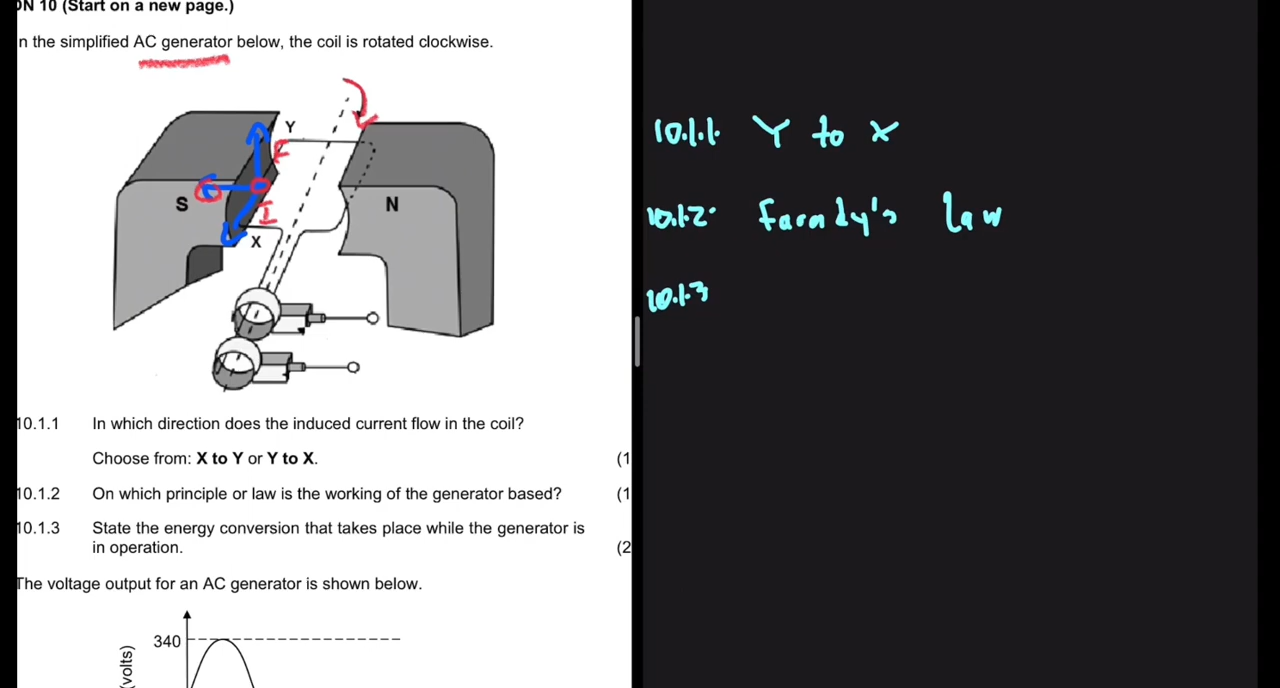 ON 10 (Start on a new page.)
n the simplified AC generator below, the coil is rotated clockwise.
Y
S
N
I
X
10.1.1 In which direction does the induced current flow in the coil?
Choose from: X to Y or Y to X. (1
10.1.2 On which principle or law is the working of the generator based? (1
10.1.3 State the energy conversion that takes place while the generator is
in operation. (2
The voltage output for an AC generator is shown below.
340
(volts)
10.1.1. Y to X
10.1.2. Farady's law
10.1.3